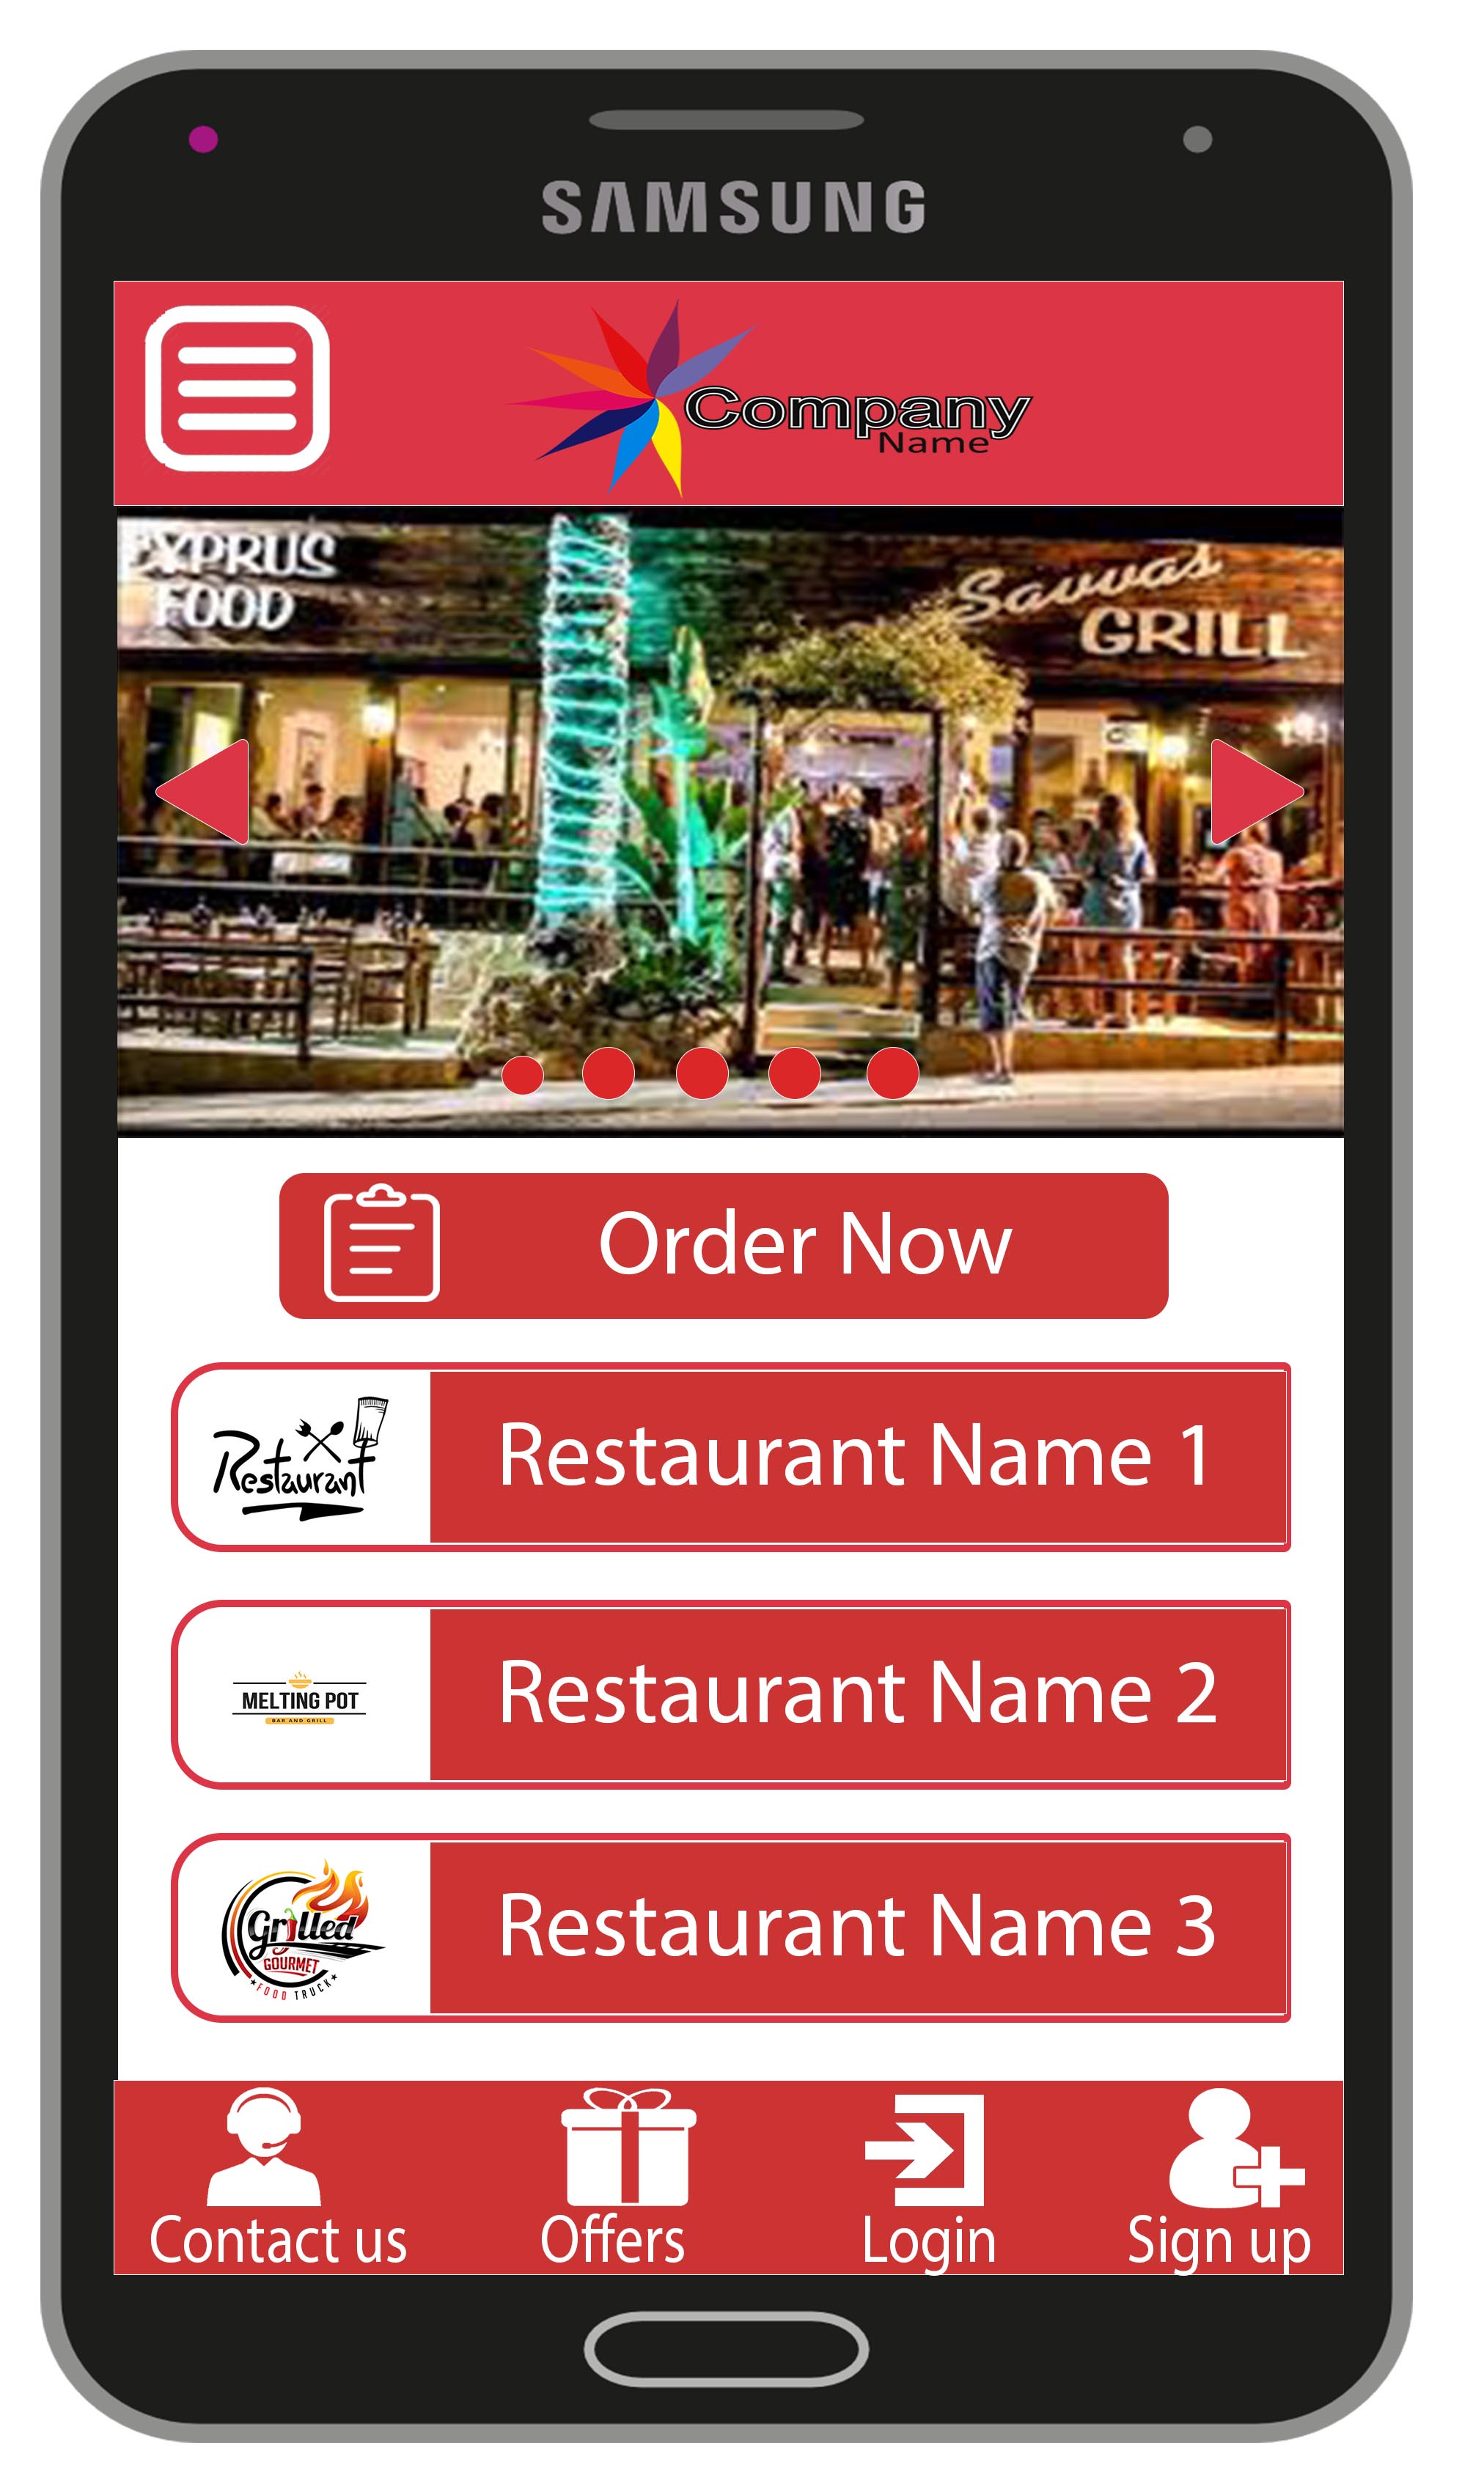 SAMSUNG
Company
Name
XPRUS
FOOD
Savvas
GRILL
Order Now
Restaurant
Restaurant Name 1
MELTING POT
BAR AND GRILL
Restaurant Name 2
Grilled
GOURMET
FOOD TRUCK
Restaurant Name 3
Contact us
Offers
Login
Sign up